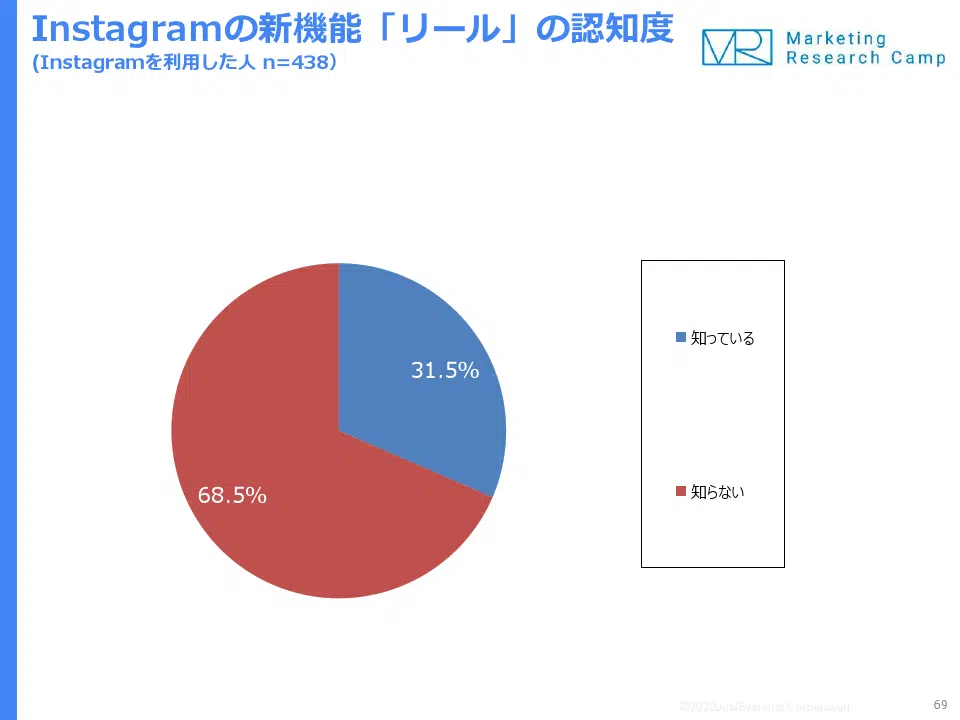 Instagramの新機能「リール」の認知度
(Instagramを利用した人 n=438)
Marketing
Research Camp
31.5%
68.5%
知っている
知らない
69